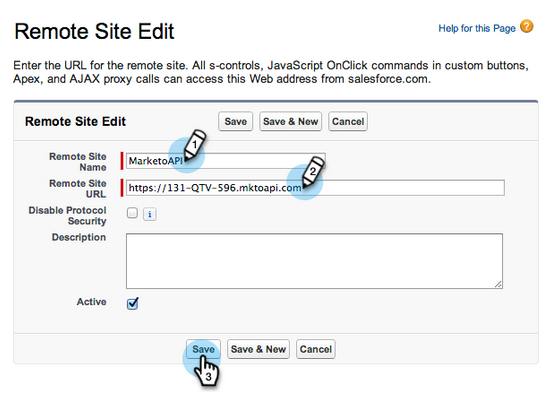 Remote Site Edit
Help for this Page ?
Enter the URL for the remote site. All s-controls, JavaScript OnClick commands in custom buttons,
Apex, and AJAX proxy calls can access this Web address from salesforce.com.
Remote Site Edit Save Save & New Cancel
1
Remote Site
Name MarketoAPI
2
Remote Site
URL https://131-QTV-596.mktoapi.com
Disable Protocol
Security i
Description
Active
Save Save & New Cancel
3